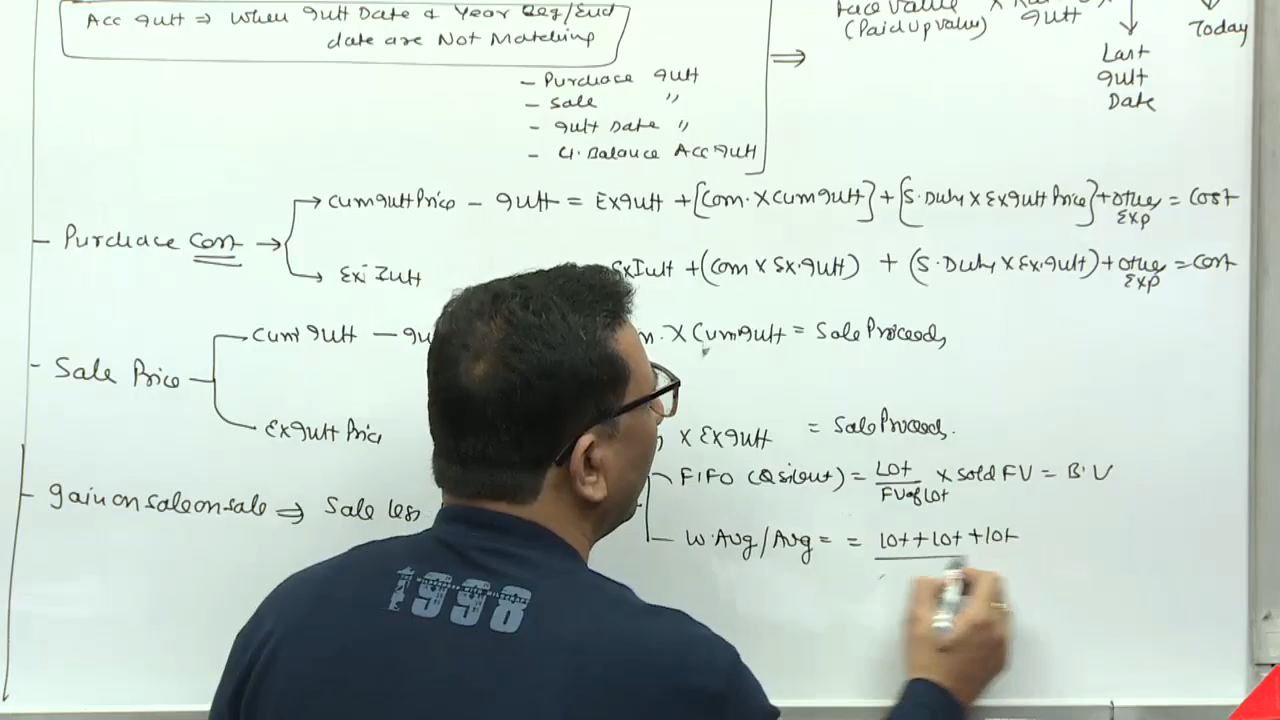 Acc Intt ⇒ When Intt Date & Year Beg/End
date are Not Matching
Face Value
(Paid up value)
Intt
Last
Intt
Date
Today
⇒
- Purchase Intt
- Sale "
- Intt Date "
- Cl. Balance Acc Intt
- Purchase Cost →
Cum Intt Price - Intt = Ex Intt + [Com. X Cum Intt] + [S. Duty X Ex Intt Price] + other Exp = Cost
Ex Intt
Ex Intt + (Com X Ex. Intt) + (S. Duty X Ex. Intt) + other Exp = Cost
- Sale Price
Cum Intt -
X Cum Intt = Sale Proceeds
Ex Intt Price
X Ex Intt = Sale Proceeds.
- gain on sale on sale ⇒ Sale less
FIFO (Q silent) = Lot / FV of Lot X sold FV = B.V
W. Avg/Avg = = Lot + Lot + Lot
1998